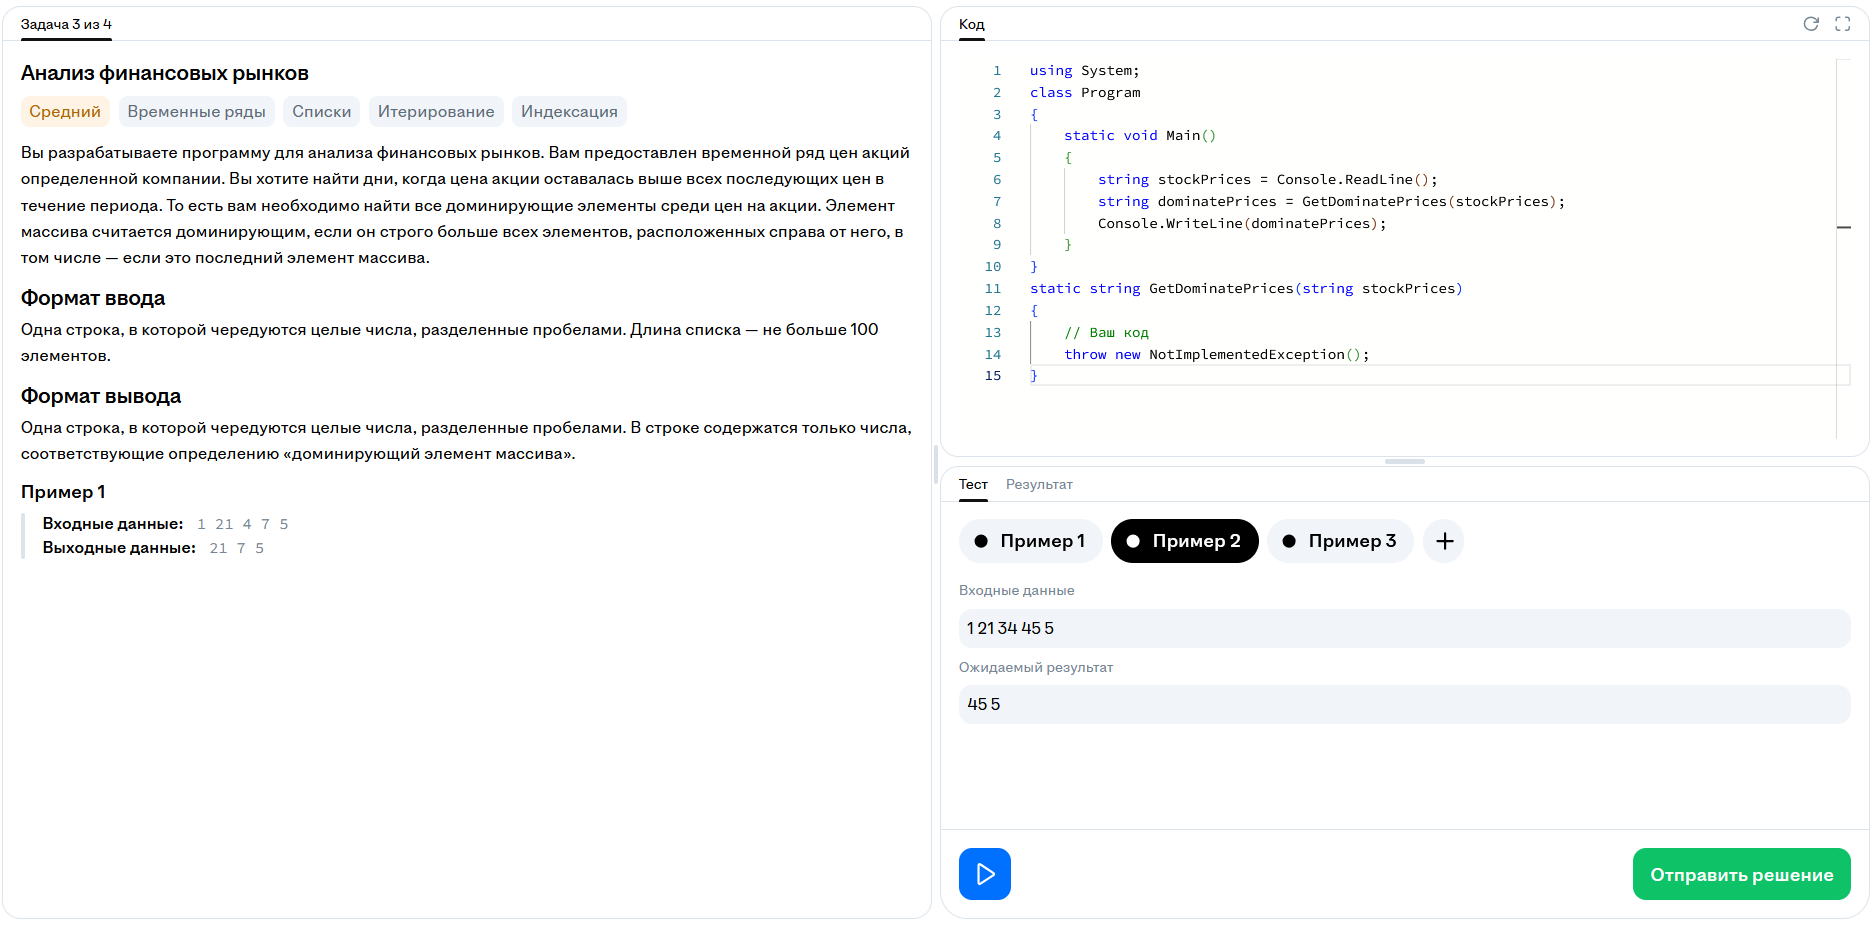 Задача 3 из 4
Анализ финансовых рынков
Средний Временные ряды Списки Итерирование Индексация
Вы разрабатываете программу для анализа финансовых рынков. Вам предоставлен временной ряд цен акций
определенной компании. Вы хотите найти дни, когда цена акции оставалась выше всех последующих цен в
течение периода. То есть вам необходимо найти все доминирующие элементы среди цен на акции. Элемент
массива считается доминирующим, если он строго больше всех элементов, расположенных справа от него, в
том числе — если это последний элемент массива.
Формат ввода
Одна строка, в которой чередуются целые числа, разделенные пробелами. Длина списка — не больше 100
элементов.
Формат вывода
Одна строка, в которой чередуются целые числа, разделенные пробелами. В строке содержатся только числа,
соответствующие определению «доминирующий элемент массива».
Пример 1
Входные данные: 1 21 4 7 5
Выходные данные: 21 7 5
Код
1 using System;
2 class Program
3 {
4 static void Main()
5 {
6 string stockPrices = Console.ReadLine();
7 string dominatePrices = GetDominatePrices(stockPrices);
8 Console.WriteLine(dominatePrices);
9 }
10 }
11 static string GetDominatePrices(string stockPrices)
12 {
13 // Ваш код
14 throw new NotImplementedException();
15 }
Тест Результат
Пример 1 Пример 2 Пример 3 +
Входные данные
1 21 34 45 5
Ожидаемый результат
45 5
Отправить решение